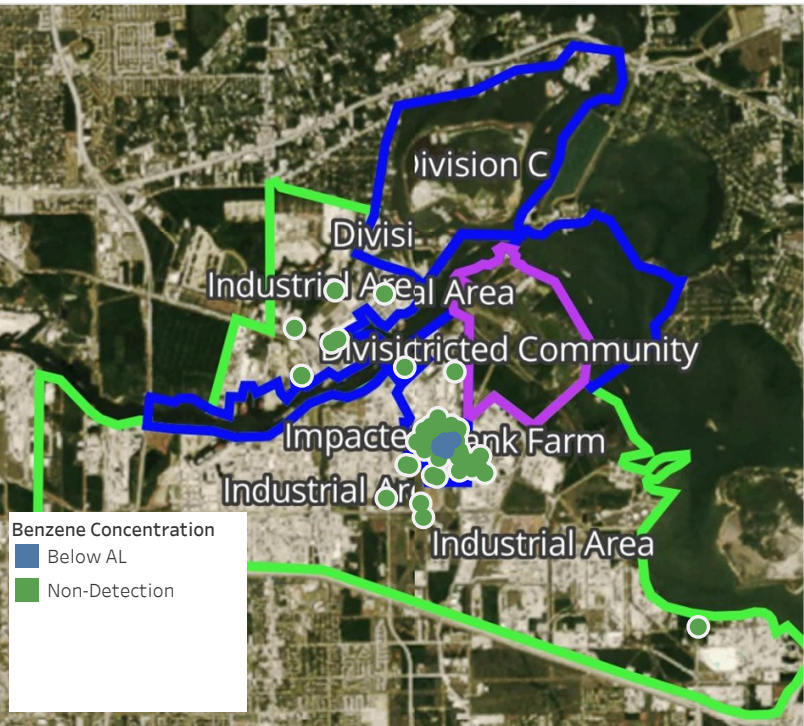 Division C
Divisi
Industrial Are
al Area
Divisi
tricted Community
Impacte
ank Farm
Industrial Ar
Industrial Area
Benzene Concentration
Below AL
Non-Detection